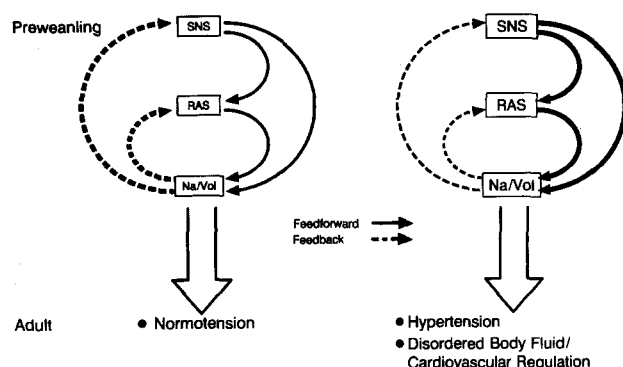 Preweanling
SNS
RAS
Na/Vol
SNS
RAS
Na/Vol
Feedforward
Feedback
Adult
● Normotension
● Hypertension
● Disordered Body Fluid/
Cardiovascular Regulation